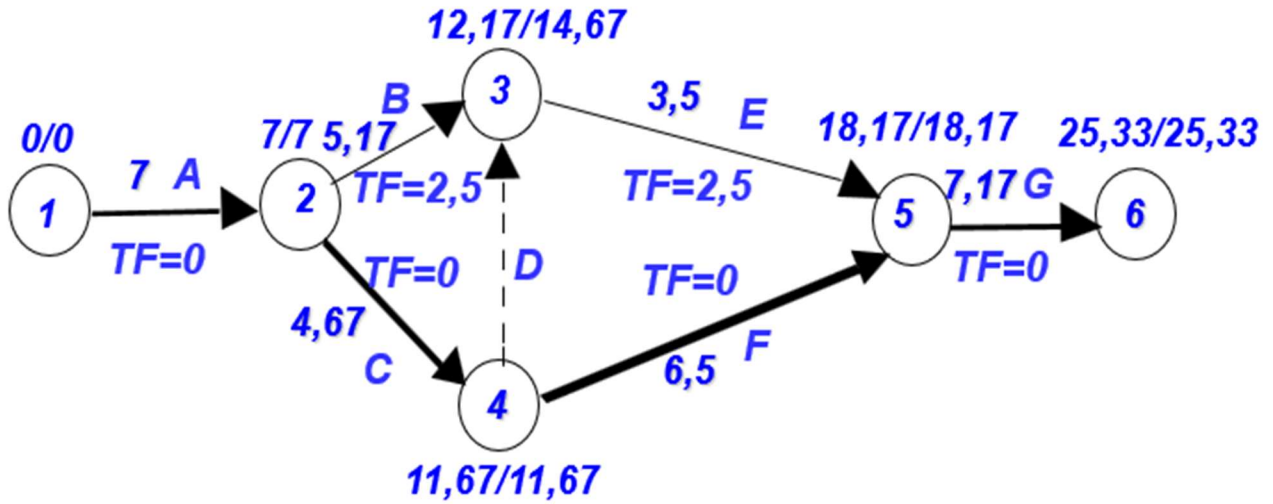 12,17/14,67
3
B
3,5
E
0/0
7/7
5,17
18,17/18,17
25,33/25,33
7 A
TF=2,5
TF=2,5
7,17 G
1
2
5
6
TF=0
TF=0
D
TF=0
TF=0
4,67
C
6,5
F
4
11,67/11,67